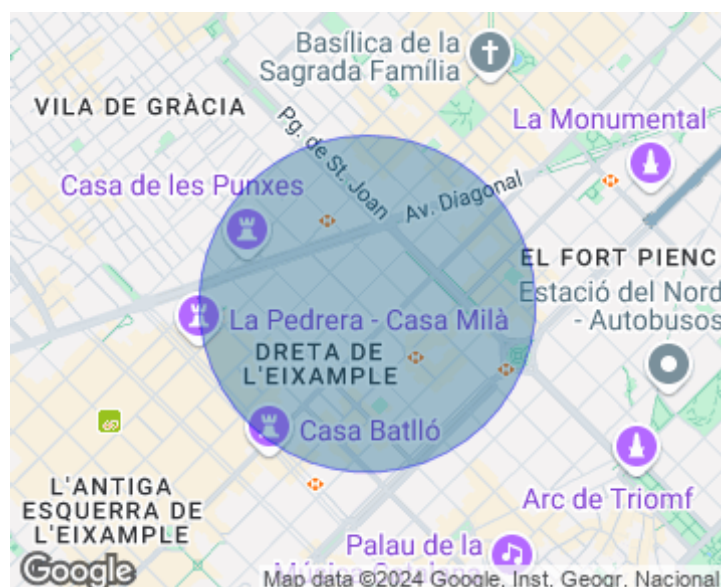 Basílica de la
Sagrada Família
VILA DE GRÀCIA
La Monumental
Pg. de St. Joan
Casa de les Punxes
Av. Diagonal
EL FORT PIENC
Estació del Nord
- Autobusos
La Pedrera - Casa Milà
DRETA DE
L'EIXAMPLE
Casa Batlló
L'ANTIGA
ESQUERRA DE
L'EIXAMPLE
Arc de Triomf
Palau de la
Música Catalana
Google
Map data ©2024 Google, Inst. Geogr. Nacional